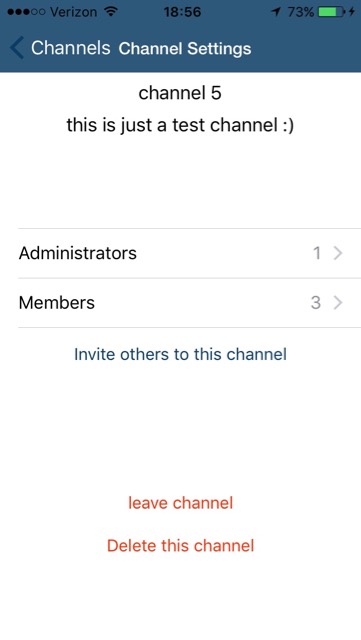 Verizon 18:56 73%
Channels Channel Settings
channel 5
this is just a test channel :)
Administrators 1
Members 3
Invite others to this channel
leave channel
Delete this channel